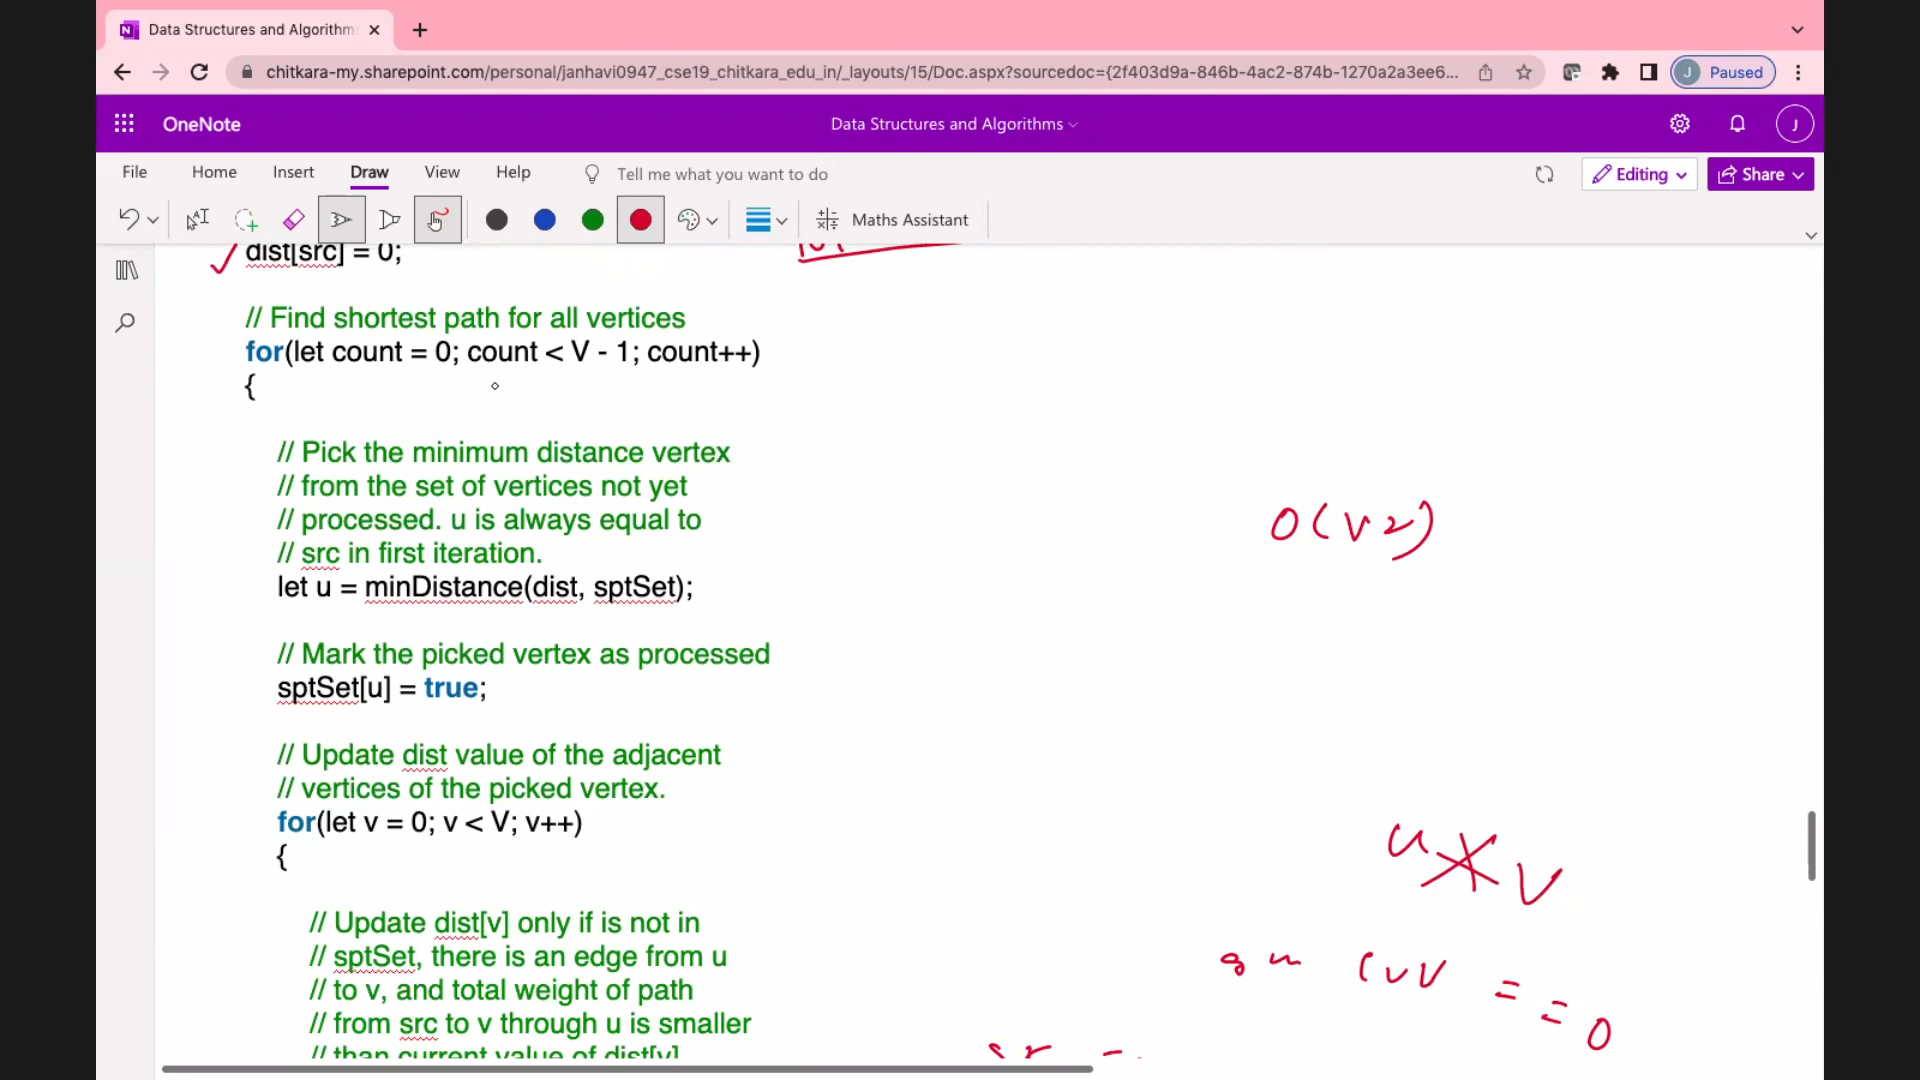 Data Structures and Algorithm
chitkara-my.sharepoint.com/personal/janhavi0947_cse19_chitkara_edu_in/_layouts/15/Doc.aspx?sourcedoc={2f403d9a-846b-4ac2-874b-1270a2a3ee6...
J Paused
OneNote
Data Structures and Algorithms
J
File Home Insert Draw View Help Tell me what you want to do
Editing Share
Maths Assistant
dist[src] = 0;
// Find shortest path for all vertices
for(let count = 0; count < V - 1; count++)
{
// Pick the minimum distance vertex
// from the set of vertices not yet
// processed. u is always equal to
// src in first iteration.
let u = minDistance(dist, sptSet);
O(V2)
// Mark the picked vertex as processed
sptSet[u] = true;
// Update dist value of the adjacent
// vertices of the picked vertex.
for(let v = 0; v < V; v++)
{
u
V
// Update dist[v] only if is not in
// sptSet, there is an edge from u
// to v, and total weight of path
// from src to v through u is smaller
// than current value of dist[v]
= = 0